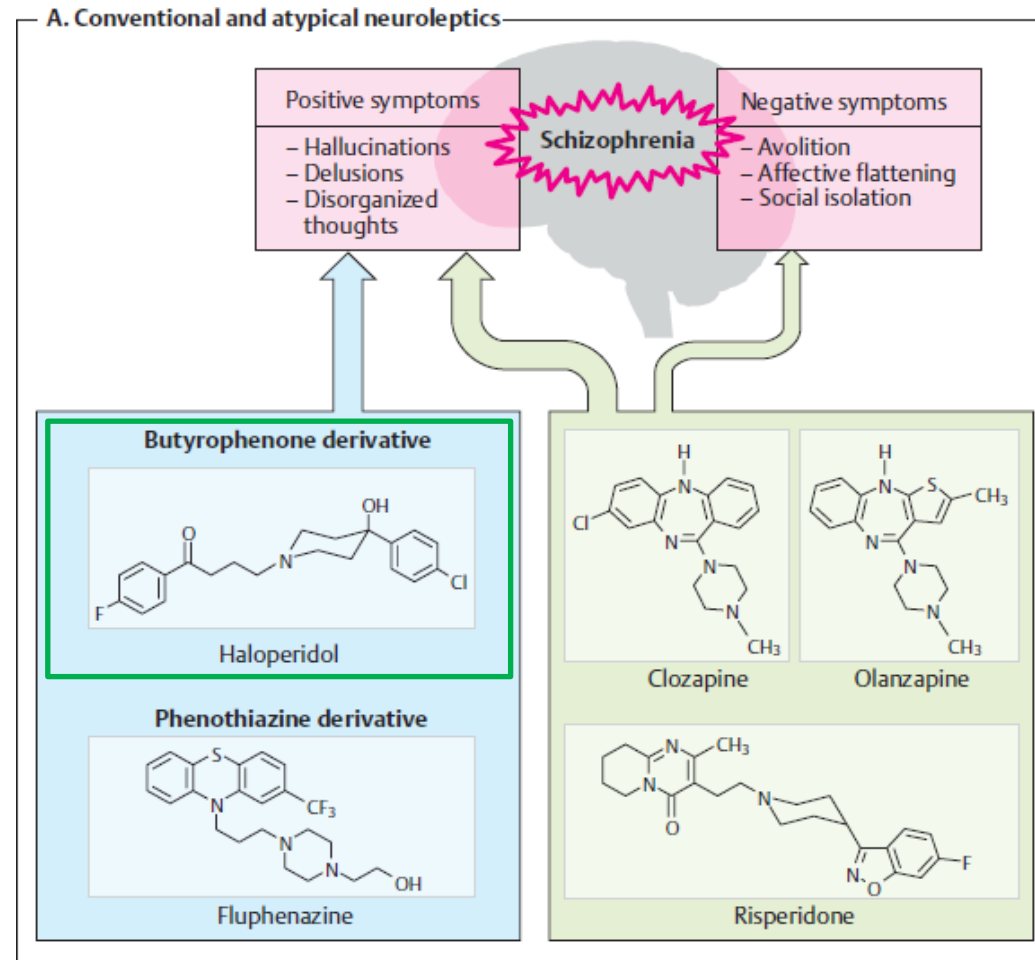 A. Conventional and atypical neuroleptics
Positive symptoms
– Hallucinations
– Delusions
– Disorganized
thoughts
Schizophrenia
Negative symptoms
– Avolition
– Affective flattening
– Social isolation
Butyrophenone derivative
O
OH
N
F
Cl
Haloperidol
Phenothiazine derivative
S
N
CF3
N
N
OH
Fluphenazine
H
N
Cl
N
N
N
CH3
Clozapine
H
N
S
CH3
N
N
N
CH3
Olanzapine
N
CH3
N
O
N
N
O
F
Risperidone